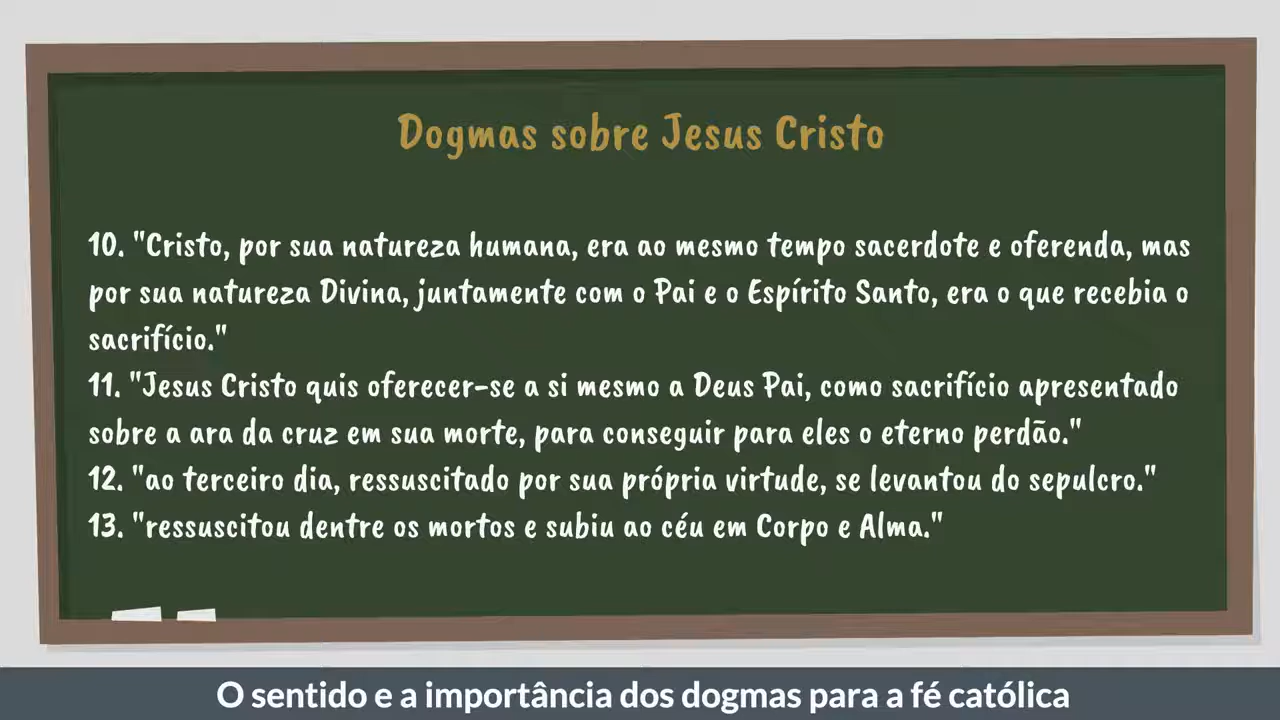 Dogmas sobre Jesus Cristo
10. "Cristo, por sua natureza humana, era ao mesmo tempo sacerdote e oferenda, mas
por sua natureza Divina, juntamente com o Pai e o Espírito Santo, era o que recebia o
sacrifício."
11. "Jesus Cristo quis oferecer-se a si mesmo a Deus Pai, como sacrifício apresentado
sobre a ara da cruz em sua morte, para conseguir para eles o eterno perdão."
12. "ao terceiro dia, ressuscitado por sua própria virtude, se levantou do sepulcro."
13. "ressuscitou dentre os mortos e subiu ao céu em Corpo e Alma."
O sentido e a importância dos dogmas para a fé católica